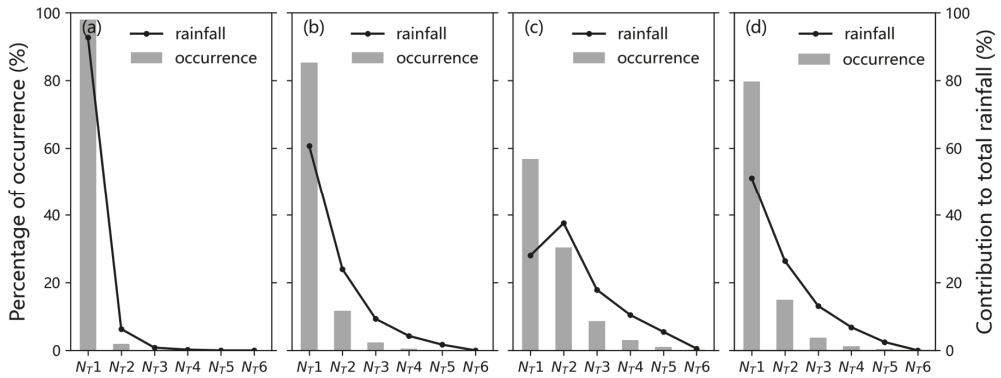 Percentage of occurrence (%)
100
80
60
40
20
0
(a)
rainfall
occurrence
N_T1 N_T2 N_T3 N_T4 N_T5 N_T6
(b)
rainfall
occurrence
N_T1 N_T2 N_T3 N_T4 N_T5 N_T6
(c)
rainfall
occurrence
N_T1 N_T2 N_T3 N_T4 N_T5 N_T6
(d)
rainfall
occurrence
N_T1 N_T2 N_T3 N_T4 N_T5 N_T6
100
80
60
40
20
0
Contribution to total rainfall (%)